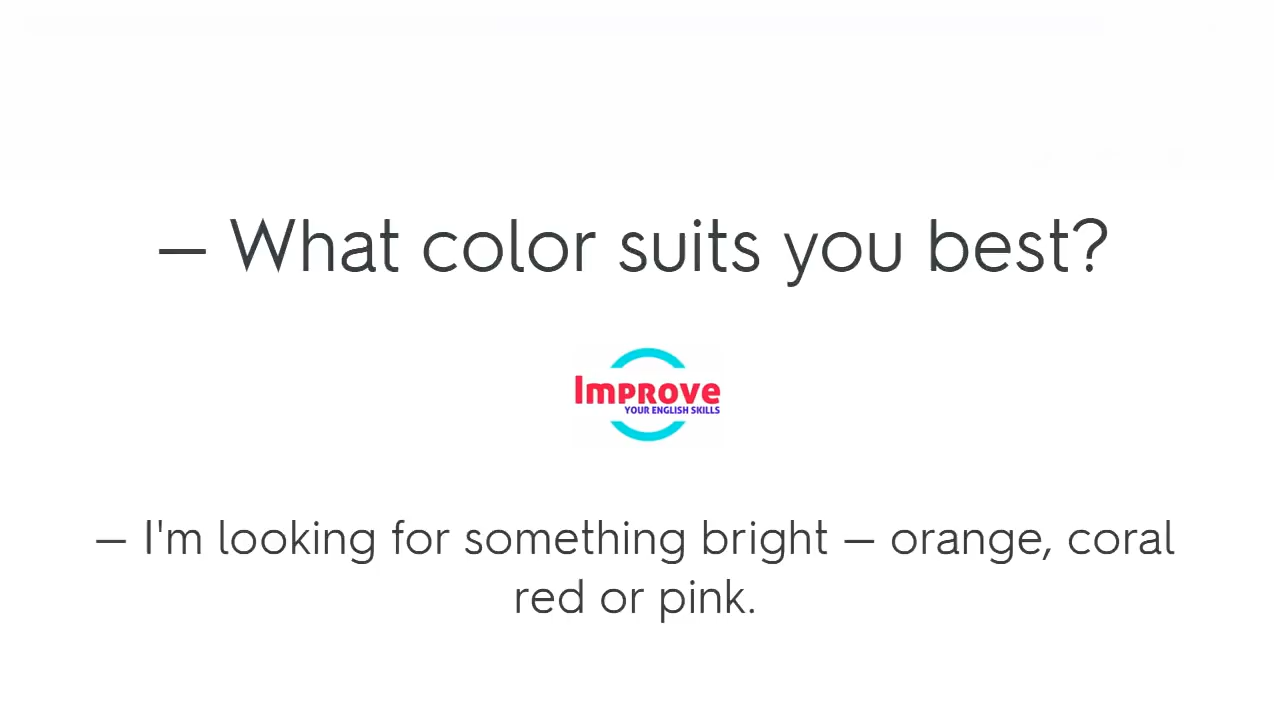 — What color suits you best?
Improve
YOUR ENGLISH SKILLS
— I'm looking for something bright — orange, coral
red or pink.